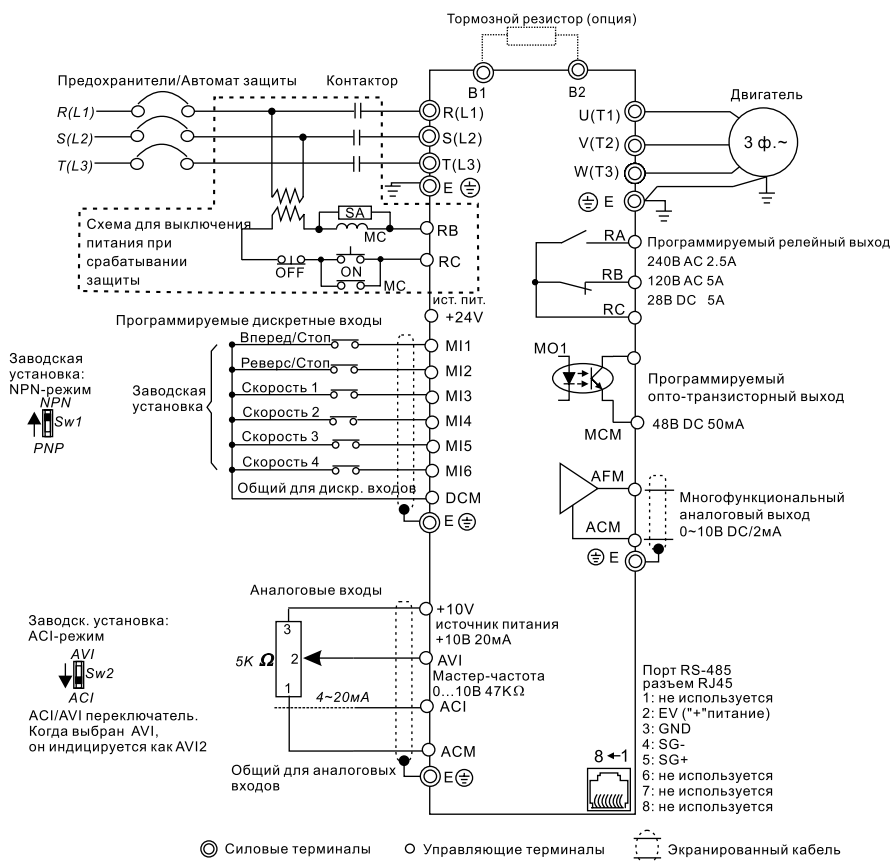 Тормозной резистор (опция)
B1
B2
Предохранители/Автомат защиты
Контактор
R(L1)
S(L2)
T(L3)
R(L1)
S(L2)
T(L3)
E
Схема для выключения
питания при
срабатывании
защиты
SA
MC
OFF
ON
MC
RB
RC
U(T1)
V(T2)
W(T3)
E
Двигатель
3 ф.~
RA
RB
RC
Программируемый релейный выход
240В AC 2.5A
120В AC 5A
28В DC 5A
ист. пит.
+24V
Программируемые дискретные входы
Вперед/Стоп
Реверс/Стоп
Скорость 1
Скорость 2
Скорость 3
Скорость 4
Общий для дискр. входов
MI1
MI2
MI3
MI4
MI5
MI6
DCM
E
Заводская
установка
Заводская
установка:
NPN-режим
NPN
Sw1
PNP
MO1
MCM
Программируемый
опто-транзисторный выход
48В DC 50мА
AFM
ACM
E
Многофункциональный
аналоговый выход
0~10В DC/2мА
Аналоговые входы
3
2
1
5K Ω
4~20мА
+10V
источник питания
+10В 20мА
AVI
Мастер-частота
0...10В 47KΩ
ACI
ACM
E
Общий для аналоговых
входов
Заводск. установка:
ACI-режим
AVI
Sw2
ACI
ACI/AVI переключатель.
Когда выбран AVI,
он индицируется как AVI2
8←1
Порт RS-485
разъем RJ45
1: не используется
2: EV ("+"питание)
3: GND
4: SG-
5: SG+
6: не используется
7: не используется
8: не используется
Силовые терминалы
Управляющие терминалы
Экранированный кабель